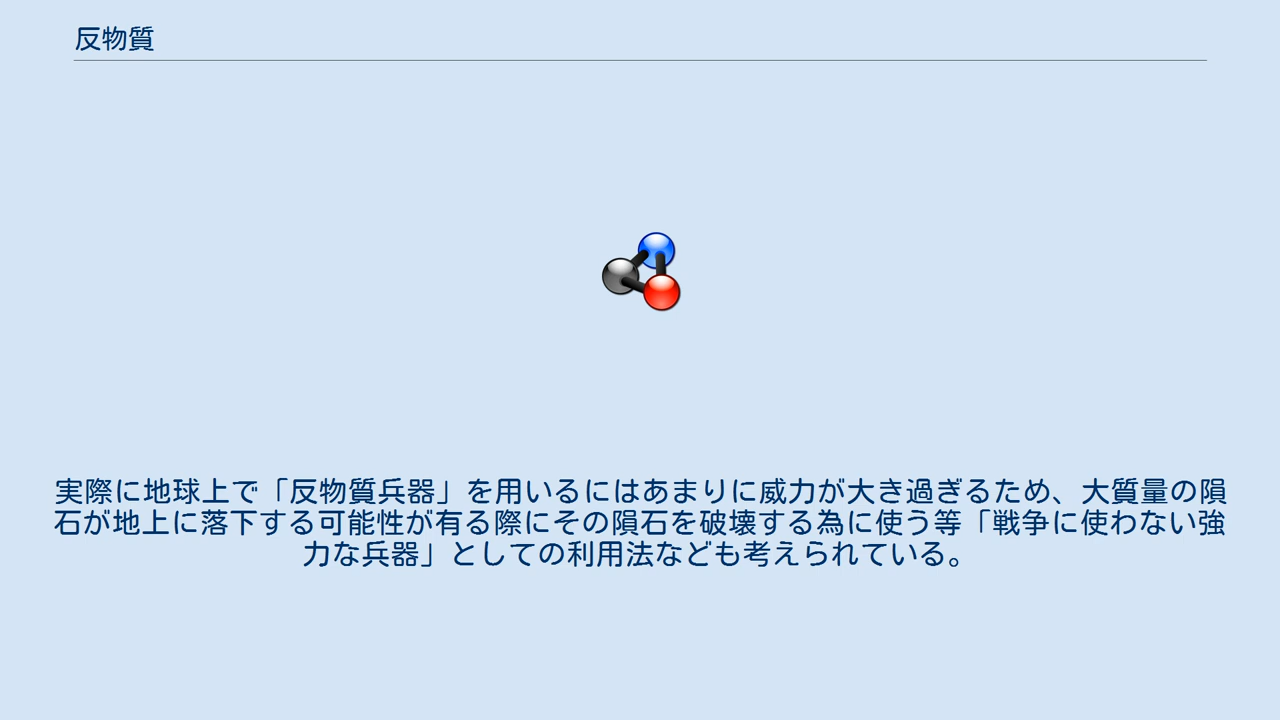 反物質
実際に地球上で「反物質兵器」を用いるにはあまりに威力が大き過ぎるため、大質量の隕
石が地上に落下する可能性が有る際にその隕石を破壊する為に使う等「戦争に使わない強
力な兵器」としての利用法なども考えられている。